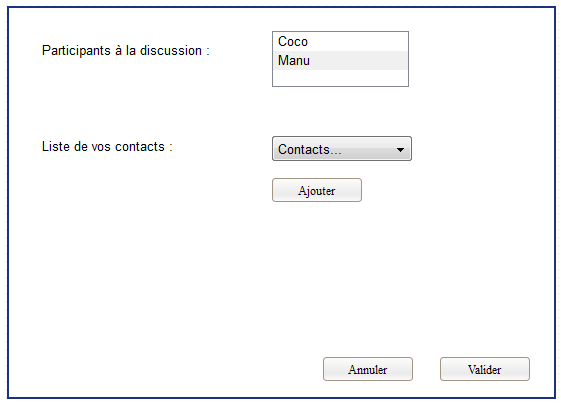 Participants à la discussion :
Coco
Manu
Liste de vos contacts :
Contacts...
Ajouter
Annuler
Valider